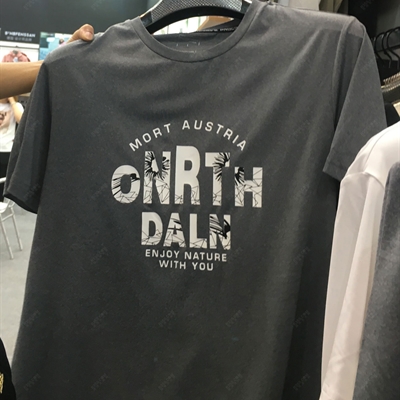 MORT AUSTRIA
ONRTH
DALN
ENJOY NATURE
WITH YOU